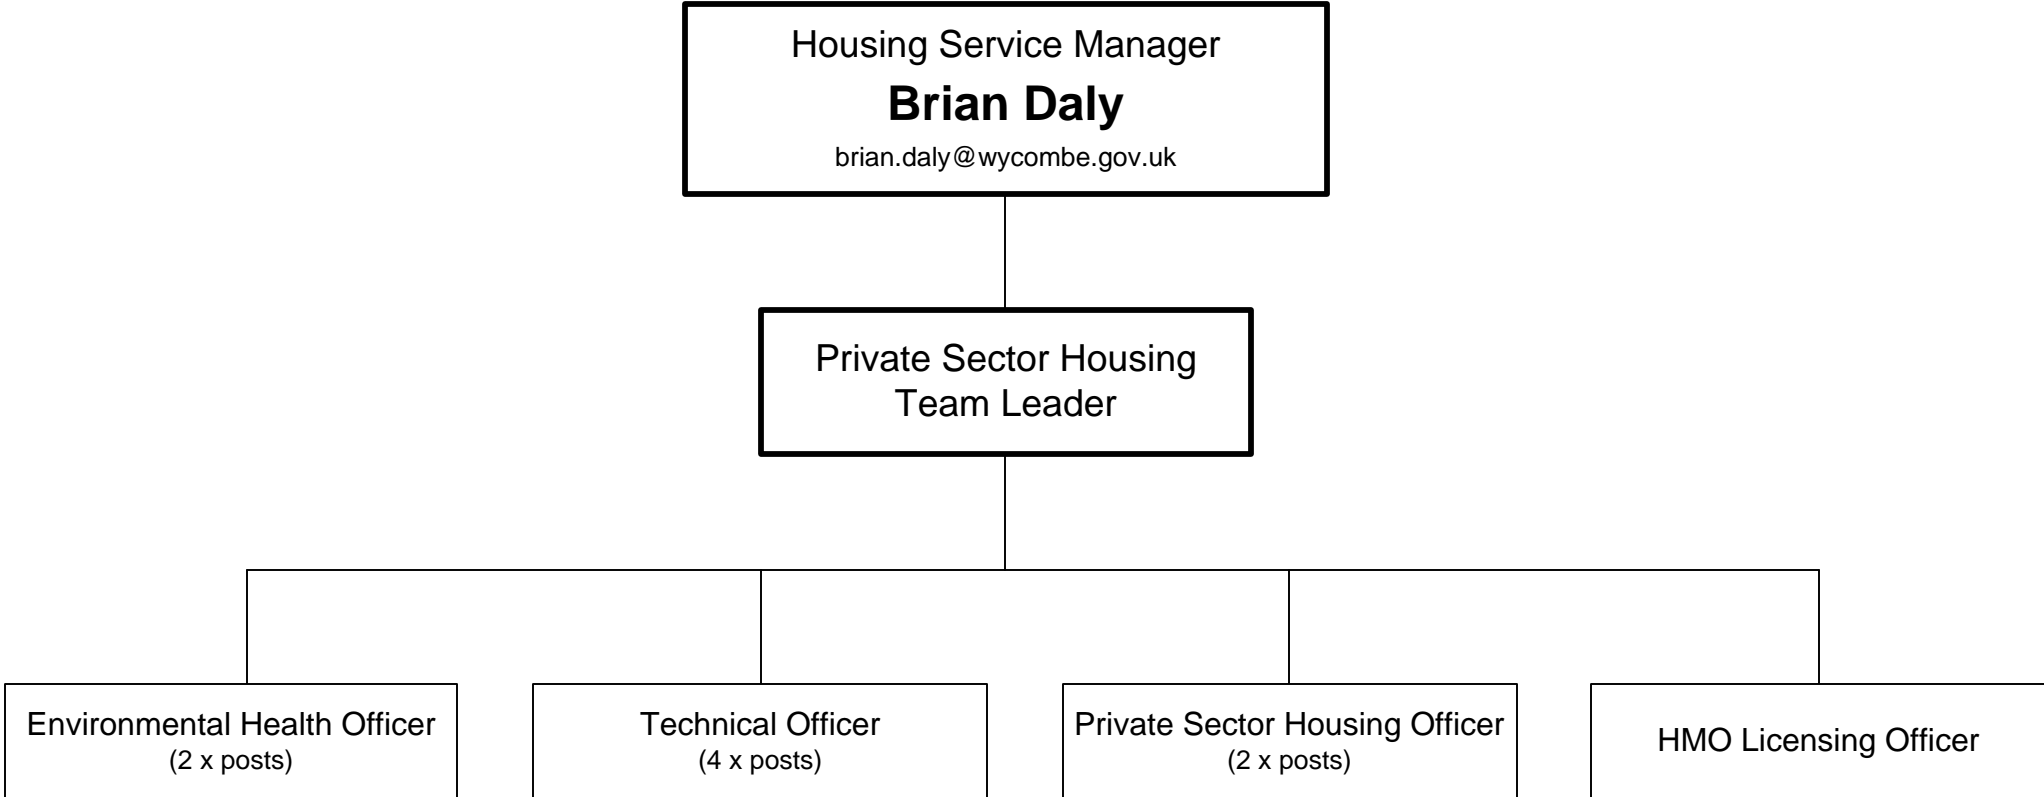 Housing Service Manager
Brian Daly
brian.daly@wycombe.gov.uk
Private Sector Housing
Team Leader
Environmental Health Officer
(2 x posts)
Technical Officer
(4 x posts)
Private Sector Housing Officer
(2 x posts)
HMO Licensing Officer